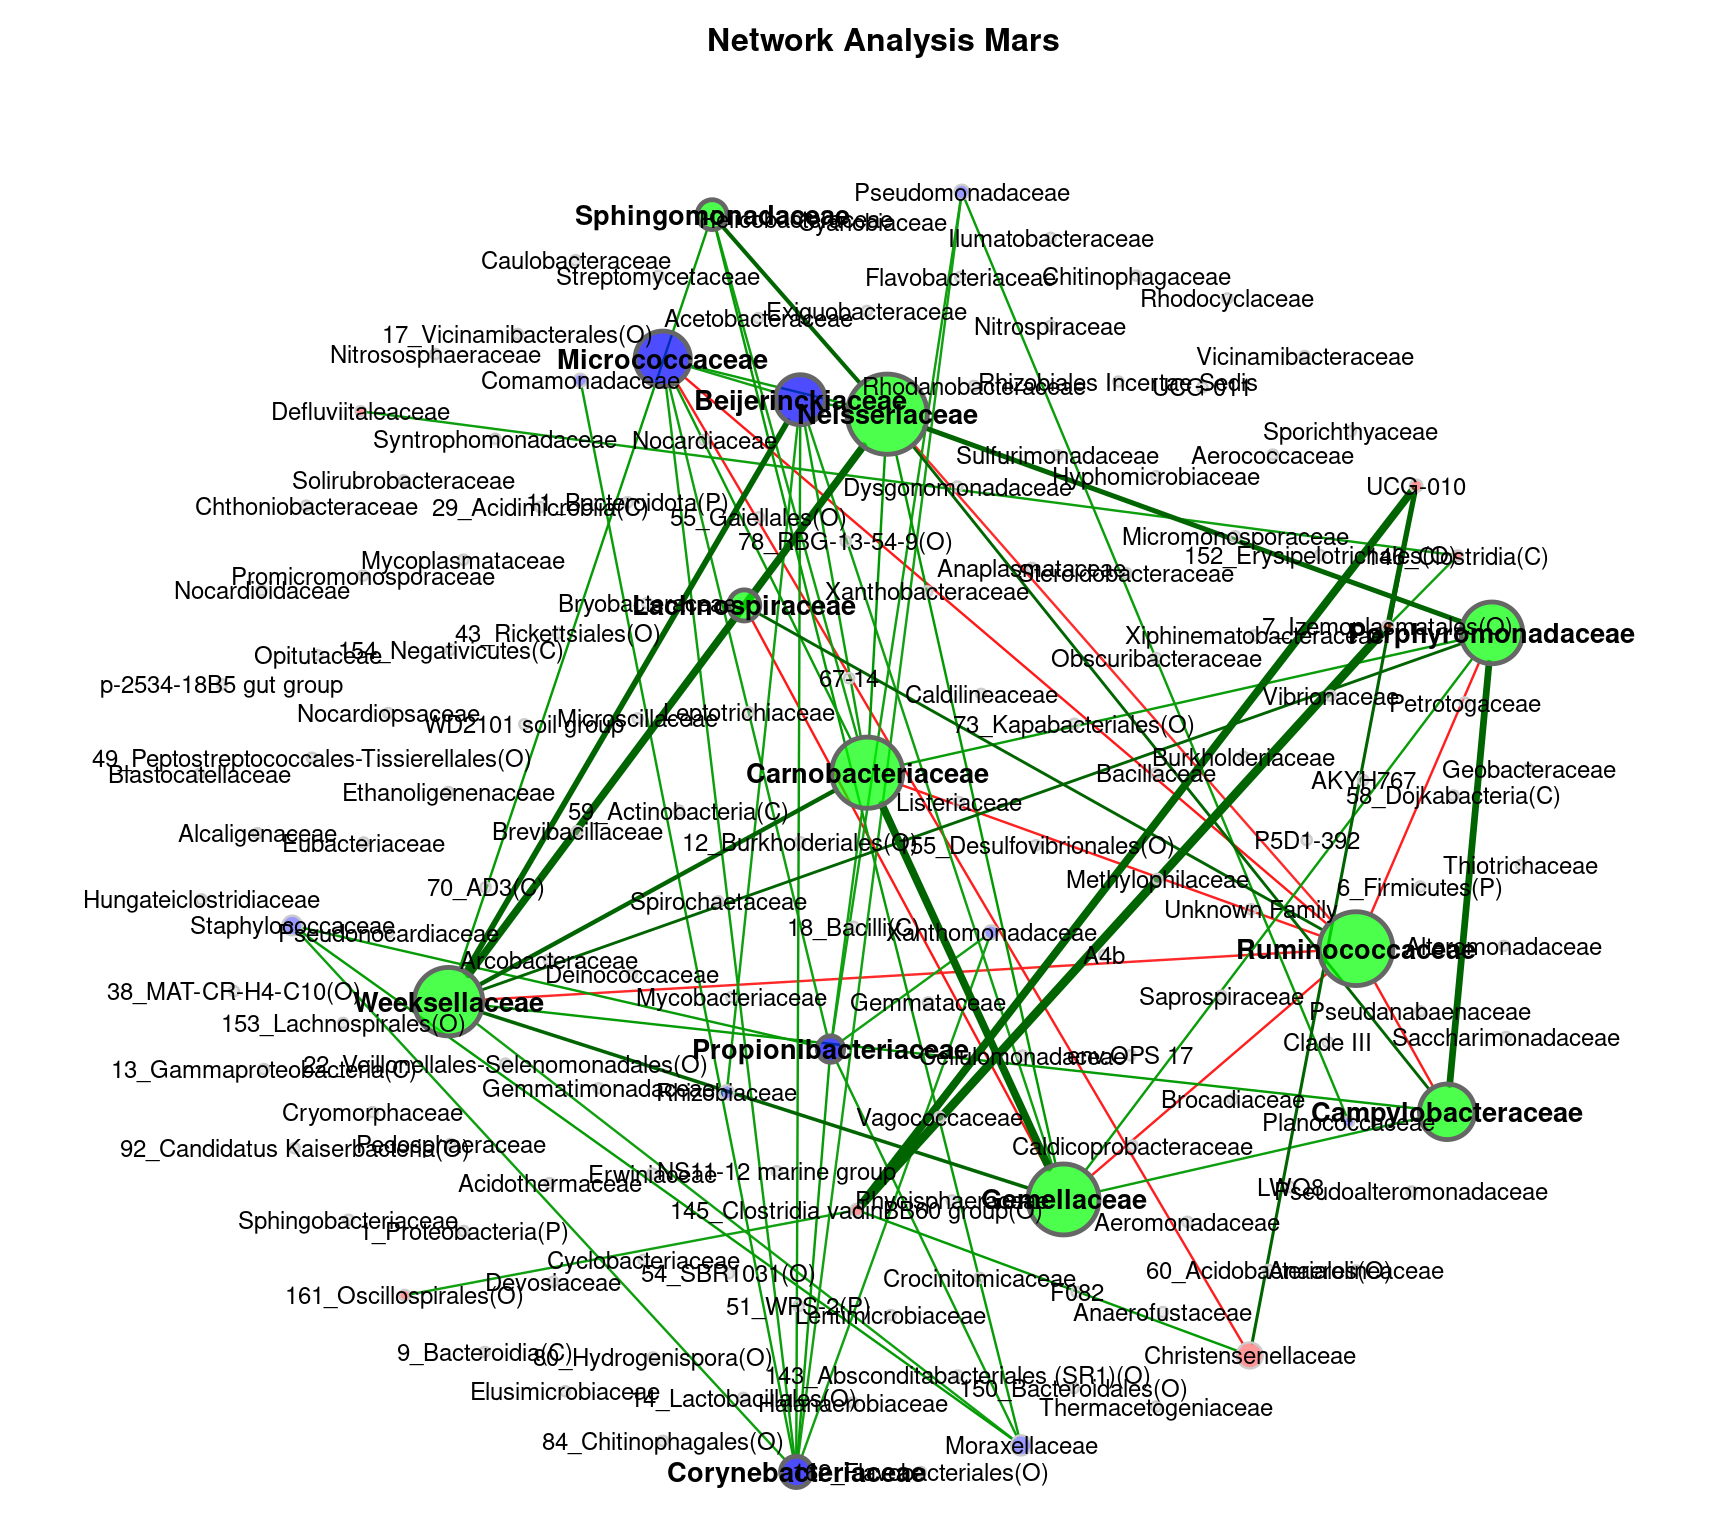 Network Analysis Mars
Pseudomonadaceae
Sphingomonadaceae
Helicobacteraceae
Cyanobiaceae
Ilumatobacteraceae
Caulobacteraceae
Streptomycetaceae
Flavobacteriaceae
Chitinophagaceae
Rhodocyclaceae
Exiguobacteraceae
Acetobacteraceae
Nitrospiraceae
17_Vicinamibacterales(O)
Nitrososphaeraceae
Micrococcaceae
Vicinamibacteraceae
Comamonadaceae
Rhodanobacteraceae
Rhizobiales Incertae Sedis
UCG-011
Beijerinckiaceae
Neisseriaceae
Defluviitaleaceae
Sporichthyaceae
Syntrophomonadaceae
Nocardiaceae
Sulfurimonadaceae
Aerococcaceae
Hyphomicrobiaceae
Solirubrobacteraceae
Dysgonomonadaceae
UCG-010
Chthoniobacteraceae
29_Acidimicrobiia(C)
11_Bacteroidota(P)
55_Gaiellales(O)
78_RBG-13-54-9(O)
Micromonosporaceae
152_Erysipelotrichales(O)
146_Clostridia(C)
Mycoplasmataceae
Anaplasmataceae
Steroidobacteraceae
Promicromonosporaceae
Nocardioidaceae
Xanthobacteraceae
Bryobacteraceae
Lachnospiraceae
7_Izemoplasmatales(O)
43_Rickettsiales(O)
Xiphinematobacteraceae
Porphyromonadaceae
154_Negativicutes(C)
Opitutaceae
Obscuribacteraceae
67-14
p-2534-18B5 gut group
Caldilineaceae
Vibrionaceae
Petrotogaceae
Nocardiopsaceae
WD2101 soil group
Microscillaceae
Leptotrichiaceae
73_Kapabacteriales(O)
49_Peptostreptococcales-Tissierellales(O)
Burkholderiaceae
Blastocatellaceae
Carnobacteriaceae
Bacillaceae
AKYH767
Geobacteraceae
Ethanoligenenaceae
58_Dojkabacteria(C)
59_Actinobacteria(C)
Listeriaceae
Alcaligenaceae
Eubacteriaceae
Brevibacillaceae
12_Burkholderiales(O)
155_Desulfovibrionales(O)
P5D1-392
Thiotrichaceae
70_AD3(C)
Methylophilaceae
6_Firmicutes(P)
Hungateiclostridiaceae
Spirochaetaceae
Unknown Family
Staphylococcaceae
Pseudonocardiaceae
18_Bacilli(C)
Xanthomonadaceae
Ruminococcaceae
Alteromonadaceae
A4b
Arcobacteraceae
Deinococcaceae
38_MAT-CR-H4-C10(O)
Weeksellaceae
Mycobacteriaceae
Gemmataceae
Saprospiraceae
Pseudanabaenaceae
153_Lachnospirales(O)
Propionibacteriaceae
Clade III
Saccharimonadaceae
Cellulomonadaceae
env.OPS 17
13_Gammaproteobacteria(C)
22_Veillonellales-Selenomonadales(O)
Gemmatimonadaceae
Rhizobiaceae
Brocadiaceae
Campylobacteraceae
Planococcaceae
Cryomorphaceae
Vagococcaceae
92_Candidatus Kaiserbacteria(O)
Pedosphaeraceae
Caldicoprobacteraceae
Erwiniaceae
NS11-12 marine group
Acidothermaceae
LWQ8
Pseudoalteromonadaceae
Phycisphaeraceae
Gemellaceae
145_Clostridia vadinBB60 group(O)
Sphingobacteriaceae
1_Proteobacteria(P)
Aeromonadaceae
Cyclobacteriaceae
54_SBR1031(O)
Devosiaceae
Crocinitomicaceae
60_Acidobacteriales(O)
Anaerolineaceae
161_Oscillospirales(O)
F082
51_WPS-2(P)
Lentimicrobiaceae
Anaerofustaceae
9_Bacteroidia(C)
80_Hydrogenispora(O)
Christensenellaceae
143_Absconditabacteriales (SR1)(O)
Elusimicrobiaceae
14_Lactobacillales(O)
Halanaerobiaceae
150_Bacteroidales(O)
Thermacetogeniaceae
84_Chitinophagales(O)
Moraxellaceae
Corynebacteriaceae